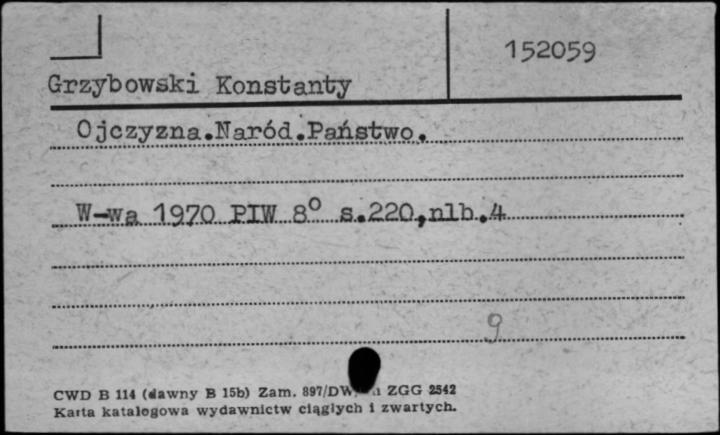 152059
Grzybowski Konstanty
Ojczyzna.Naród.Państwo.
W-wa 1970 PIW 8° s.220,nlb.4
9
CWD B 114 (dawny B 15b) Zam. 897/DW ZGG 2542
Karta katalogowa wydawnictw ciągłych i zwartych.